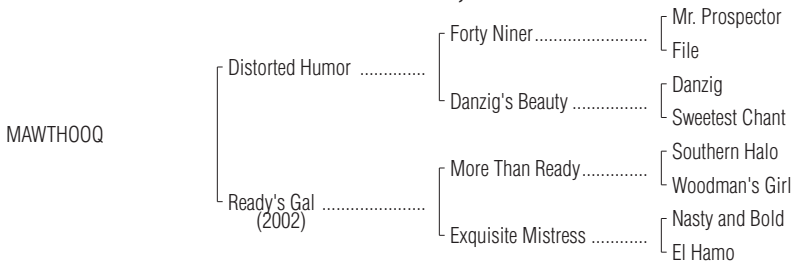 Mr. Prospector
Forty Niner.......................
File
Distorted Humor ..............
Danzig
Danzig's Beauty ................
Sweetest Chant
MAWTHOOQ
Southern Halo
More Than Ready..............
Woodman's Girl
Ready's Gal ......................
(2002)
Nasty and Bold
Exquisite Mistress ............
El Hamo